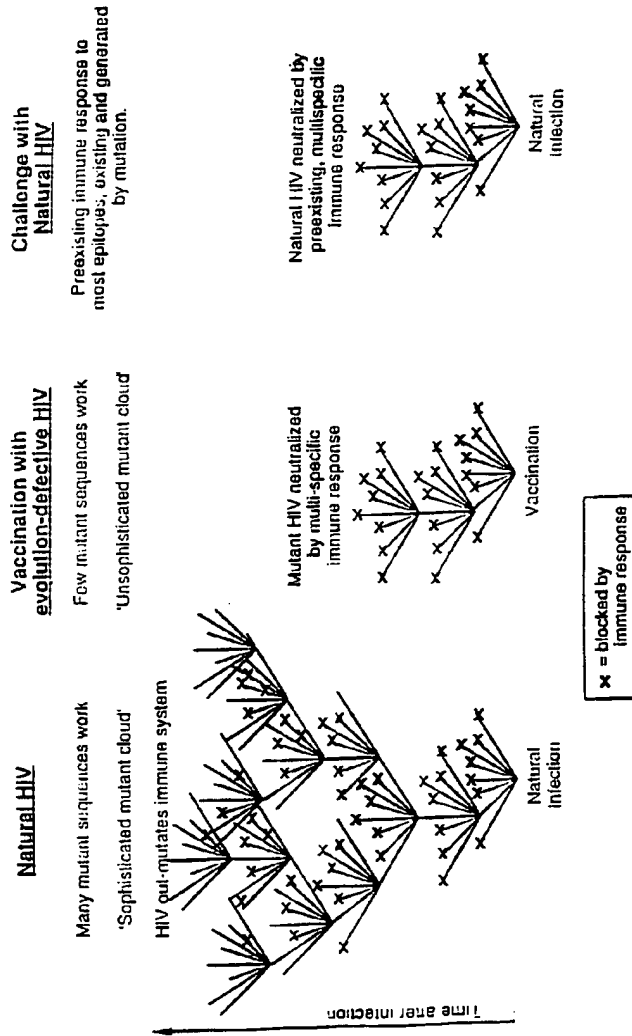 Natural HIV
Many mutant sequences work
'Sophisticated mutant cloud'
HIV out-mutates immune system
Natural
infection
Time after infection
Vaccination with
evolution-defective HIV
Few mutant sequences work
'Unsophisticated mutant cloud'
Mutant HIV neutralized
by multi-specific
immune response
Vaccination
Challenge with
Natural HIV
Preexisting immune response to
most epitopes, existing and generated
by mutation.
Natural HIV neutralized by
preexisting, multispecific
immune response
Natural
infection
x = blocked by
immune response